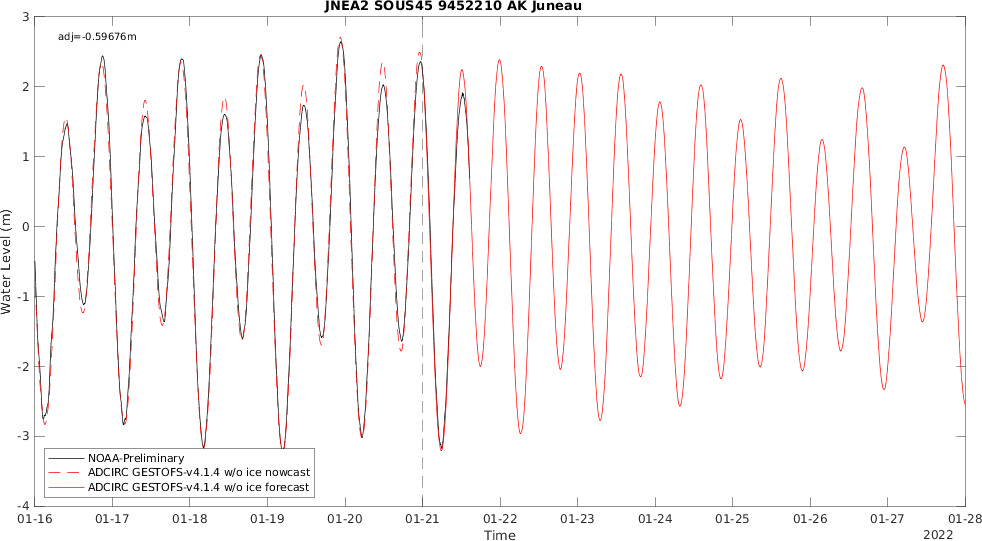 JNEA2 SOUS45 9452210 AK Juneau
adj=-0.59676m
3
2
1
0
-1
-2
-3
-4
Water Level (m)
NOAA-Preliminary
ADCIRC GESTOFS-v4.1.4 w/o ice nowcast
ADCIRC GESTOFS-v4.1.4 w/o ice forecast
01-16 01-17 01-18 01-19 01-20 01-21 01-22 01-23 01-24 01-25 01-26 01-27 01-28
Time
2022